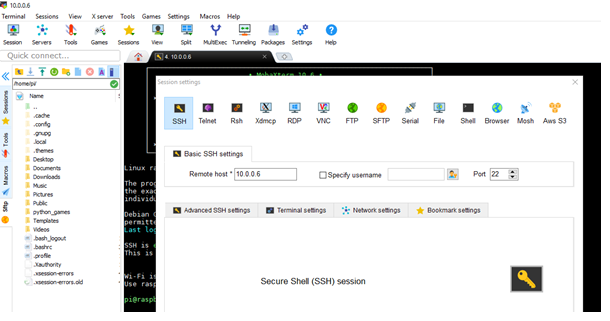 10.0.0.6
Terminal Sessions View X server Tools Games Settings Macros Help
Session Servers Tools Games Sessions View Split MultiExec Tunneling Packages Settings Help
Quick connect...
4. 10.0.0.6
/home/pi/
Name
..
.cache
.config
.gnupg
.local
.themes
Desktop
Documents
Downloads
Music
Pictures
Public
python_games
Templates
Videos
.bash_logout
.bashrc
.profile
.Xauthority
.xsession-errors
.xsession-errors.old
Sessions
Tools
Macros
Sftp
• MobaXterm 10.6 •
Linux ra
The prog
the exac
individu
Debian G
permitte
Last log
SSH is e
This is
Wi-Fi is
Use rasp
pi@raspb
Session settings
SSH Telnet Rsh Xdmcp RDP VNC FTP SFTP Serial File Shell Browser Mosh Aws S3
Basic SSH settings
Remote host * 10.0.0.6 Specify username Port 22
Advanced SSH settings Terminal settings Network settings Bookmark settings
Secure Shell (SSH) session